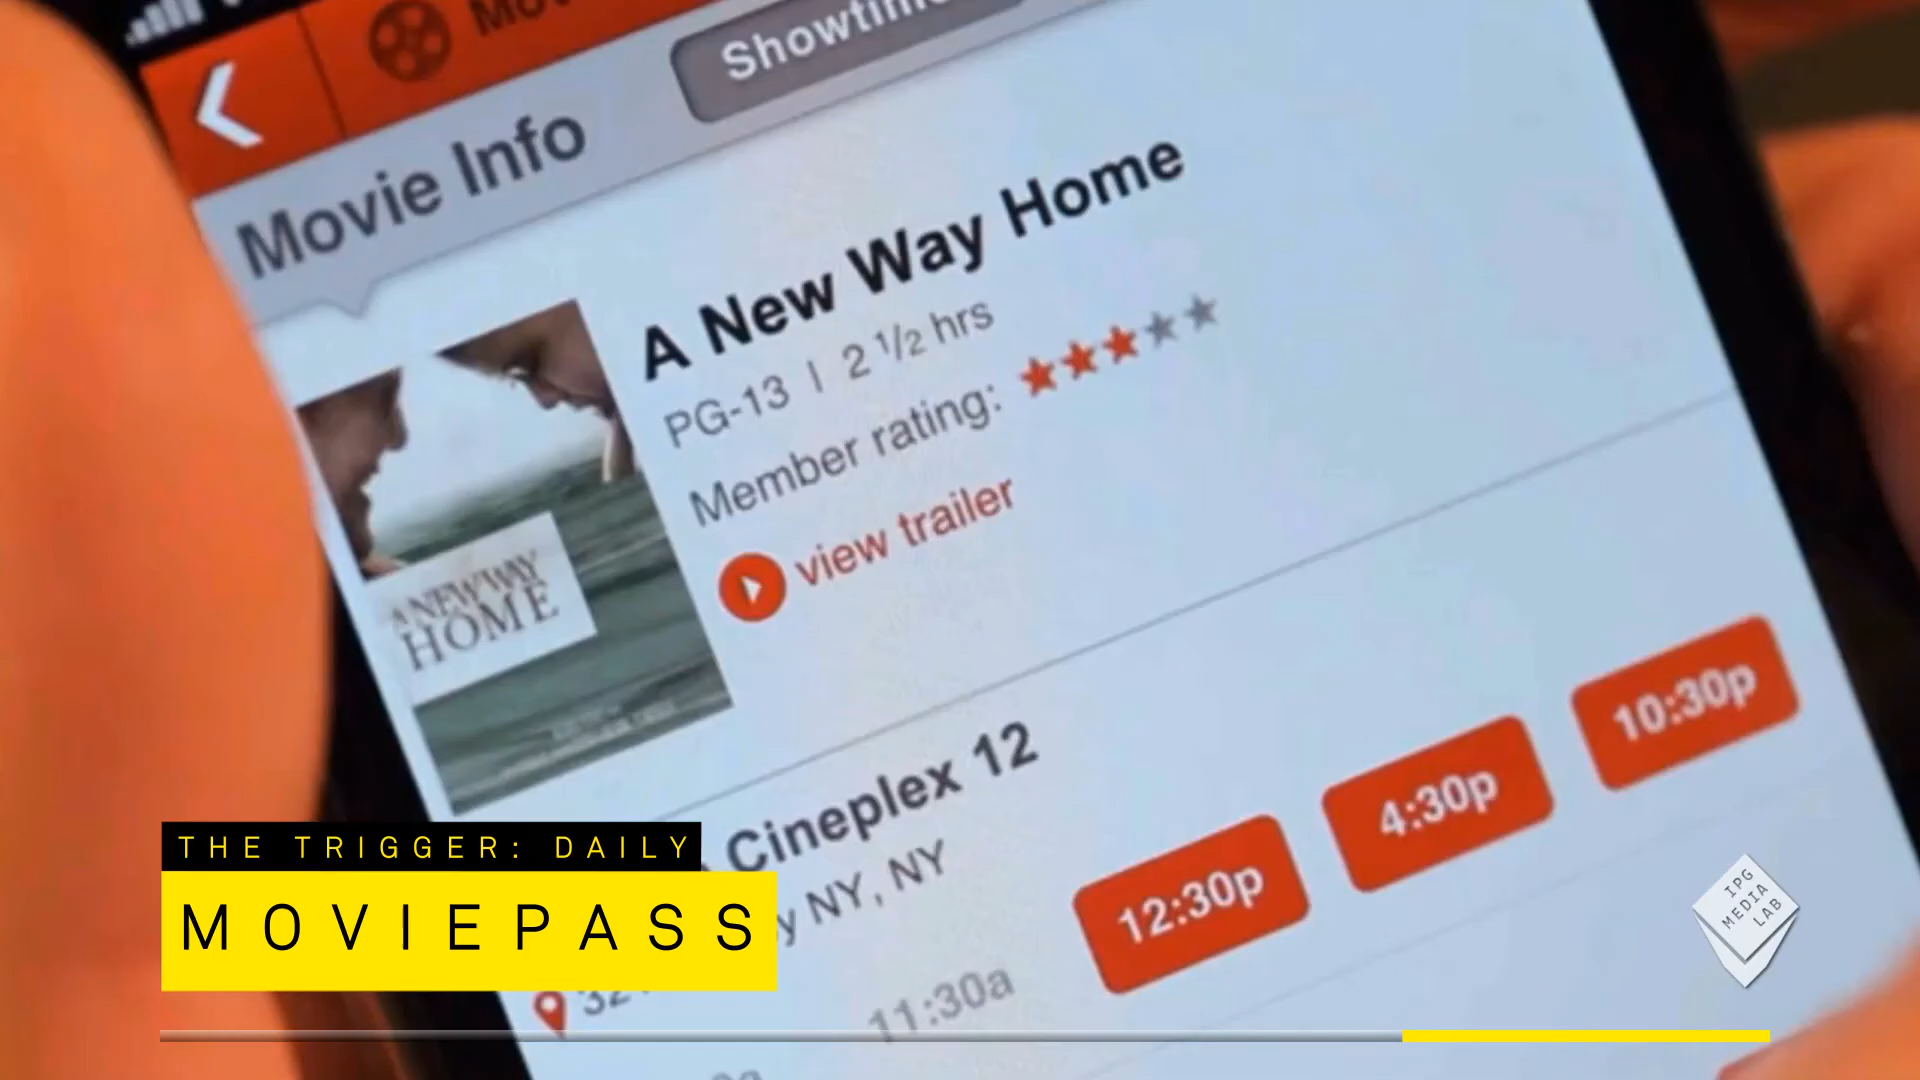 Movie Info
A New Way Home
PG-13 | 2 1/2 hrs
Member rating:
view trailer
A NEW WAY
HOME
Cineplex 12
NY, NY
12:30p
4:30p
10:30p
11:30a
THE TRIGGER: DAILY
MOVIEPASS
IPG
MEDIA
LAB